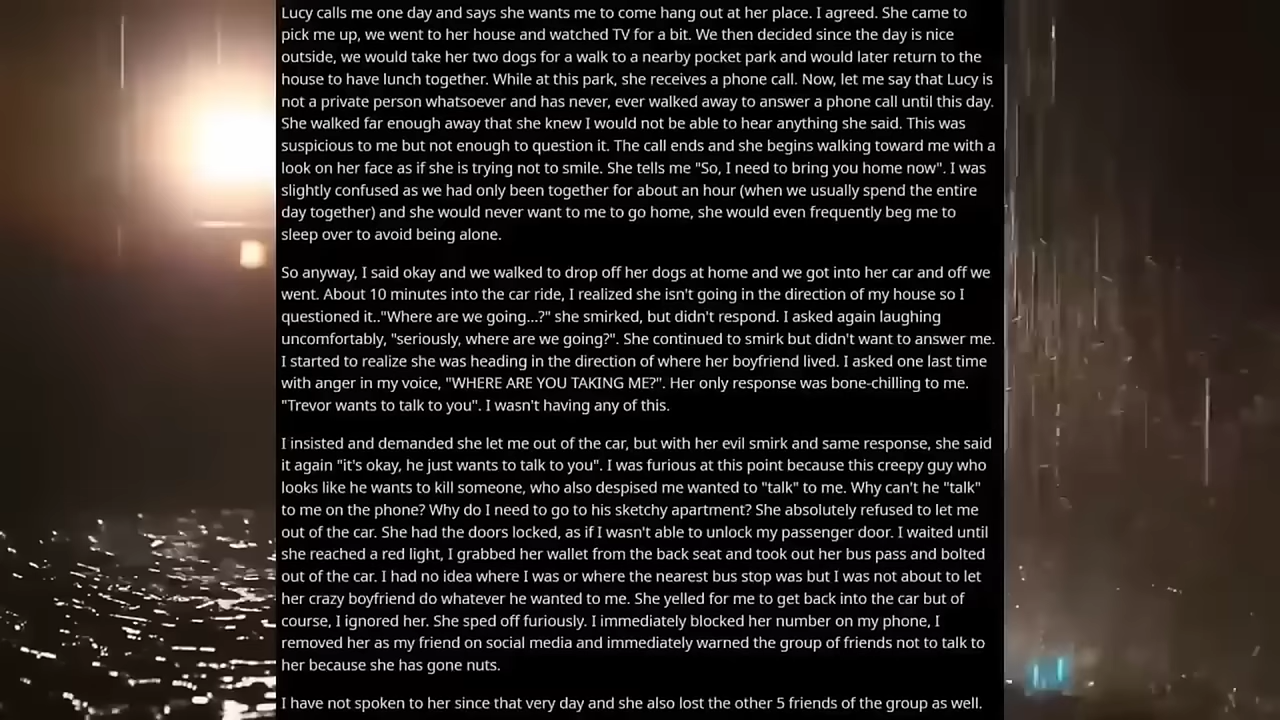 Lucy calls me one day and says she wants me to come hang out at her place. I agreed. She came to
pick me up, we went to her house and watched TV for a bit. We then decided since the day is nice
outside, we would take her two dogs for a walk to a nearby pocket park and would later return to the
house to have lunch together. While at this park, she receives a phone call. Now, let me say that Lucy is
not a private person whatsoever and has never, ever walked away to answer a phone call until this day.
She walked far enough away that she knew I would not be able to hear anything she said. This was
suspicious to me but not enough to question it. The call ends and she begins walking toward me with a
look on her face as if she is trying not to smile. She tells me "So, I need to bring you home now". I was
slightly confused as we had only been together for about an hour (when we usually spend the entire
day together) and she would never want to me to go home, she would even frequently beg me to
sleep over to avoid being alone.
So anyway, I said okay and we walked to drop off her dogs at home and we got into her car and off we
went. About 10 minutes into the car ride, I realized she isn't going in the direction of my house so I
questioned it.."Where are we going...?" she smirked, but didn't respond. I asked again laughing
uncomfortably, "seriously, where are we going?". She continued to smirk but didn't want to answer me.
I started to realize she was heading in the direction of where her boyfriend lived. I asked one last time
with anger in my voice, "WHERE ARE YOU TAKING ME?". Her only response was bone-chilling to me.
"Trevor wants to talk to you". I wasn't having any of this.
I insisted and demanded she let me out of the car, but with her evil smirk and same response, she said
it again "it's okay, he just wants to talk to you". I was furious at this point because this creepy guy who
looks like he wants to kill someone, who also despised me wanted to "talk" to me. Why can't he "talk"
to me on the phone? Why do I need to go to his sketchy apartment? She absolutely refused to let me
out of the car. She had the doors locked, as if I wasn't able to unlock my passenger door. I waited until
she reached a red light, I grabbed her wallet from the back seat and took out her bus pass and bolted
out of the car. I had no idea where I was or where the nearest bus stop was but I was not about to let
her crazy boyfriend do whatever he wanted to me. She yelled for me to get back into the car but of
course, I ignored her. She sped off furiously. I immediately blocked her number on my phone, I
removed her as my friend on social media and immediately warned the group of friends not to talk to
her because she has gone nuts.
I have not spoken to her since that very day and she also lost the other 5 friends of the group as well.